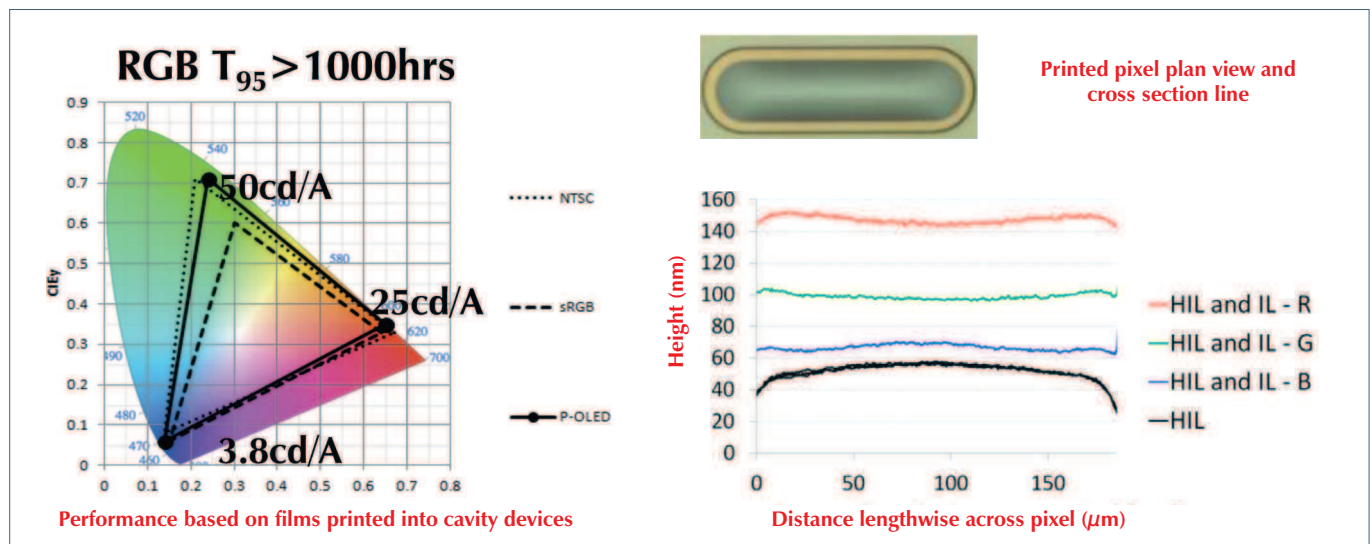 RGB T95>1000hrs
0.9
0.8
0.7
0.6
0.5
0.4
0.3
0.2
0.1
0
CIEy
520
540
560
580
620
700
490
480
470
460
50cd/A
25cd/A
3.8cd/A
0 0.1 0.2 0.3 0.4 0.5 0.6 0.7 0.8
NTSC
sRGB
P-OLED
Performance based on films printed into cavity devices
Printed pixel plan view and
cross section line
Height (nm)
160
140
120
100
80
60
40
20
0
0 50 100 150
HIL and IL - R
HIL and IL - G
HIL and IL - B
HIL
Distance lengthwise across pixel (μm)